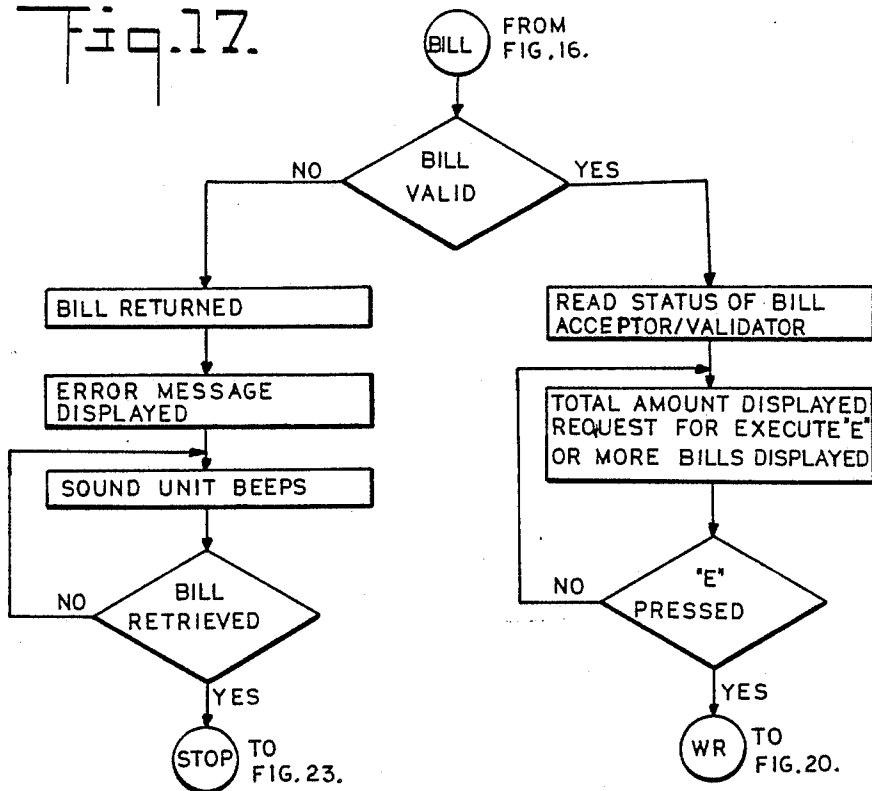 Fig.17.
BILL
FROM
FIG.16.
BILL
VALID
NO
YES
BILL RETURNED
READ STATUS OF BILL
ACCEPTOR/VALIDATOR
ERROR MESSAGE
DISPLAYED
TOTAL AMOUNT DISPLAYED
REQUEST FOR EXECUTE "E"
OR MORE BILLS DISPLAYED
SOUND UNIT BEEPS
BILL
RETRIEVED
NO
"E"
PRESSED
NO
YES
YES
STOP
TO
FIG.23.
WR
TO
FIG.20.